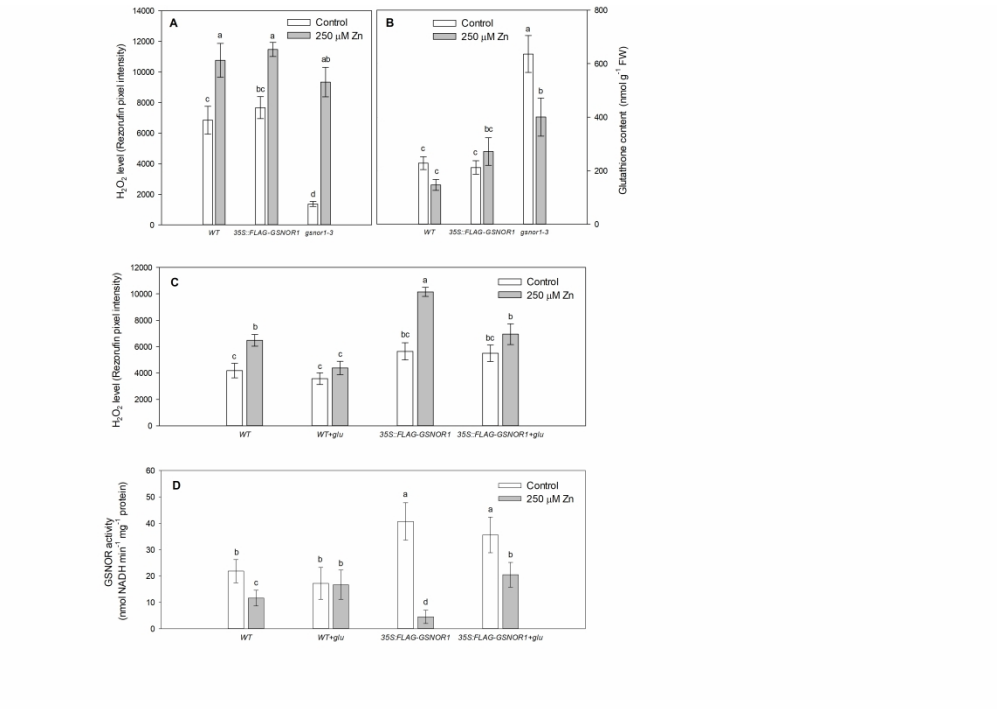 A
Control
250 μM Zn
H₂O₂ level (Rezorufin pixel intensity)
14000
12000
10000
8000
6000
4000
2000
0
c
a
bc
a
d
ab
WT
35S::FLAG-GSNOR1
gsnor1-3
B
Control
250 μM Zn
Glutathione content (nmol g⁻¹ FW)
800
600
400
200
0
c
c
c
bc
a
b
WT
35S::FLAG-GSNOR1
gsnor1-3
C
Control
250 μM Zn
H₂O₂ level (Rezorufin pixel intensity)
12000
10000
8000
6000
4000
2000
0
c
b
c
c
bc
a
bc
b
WT
WT+glu
35S::FLAG-GSNOR1
35S::FLAG-GSNOR1+glu
D
Control
250 μM Zn
GSNOR activity
(nmol NADH min⁻¹ mg⁻¹ protein)
60
50
40
30
20
10
0
b
c
b
b
a
d
a
b
WT
WT+glu
35S:FLAG-GSNOR1
35S:FLAG-GSNOR1+glu